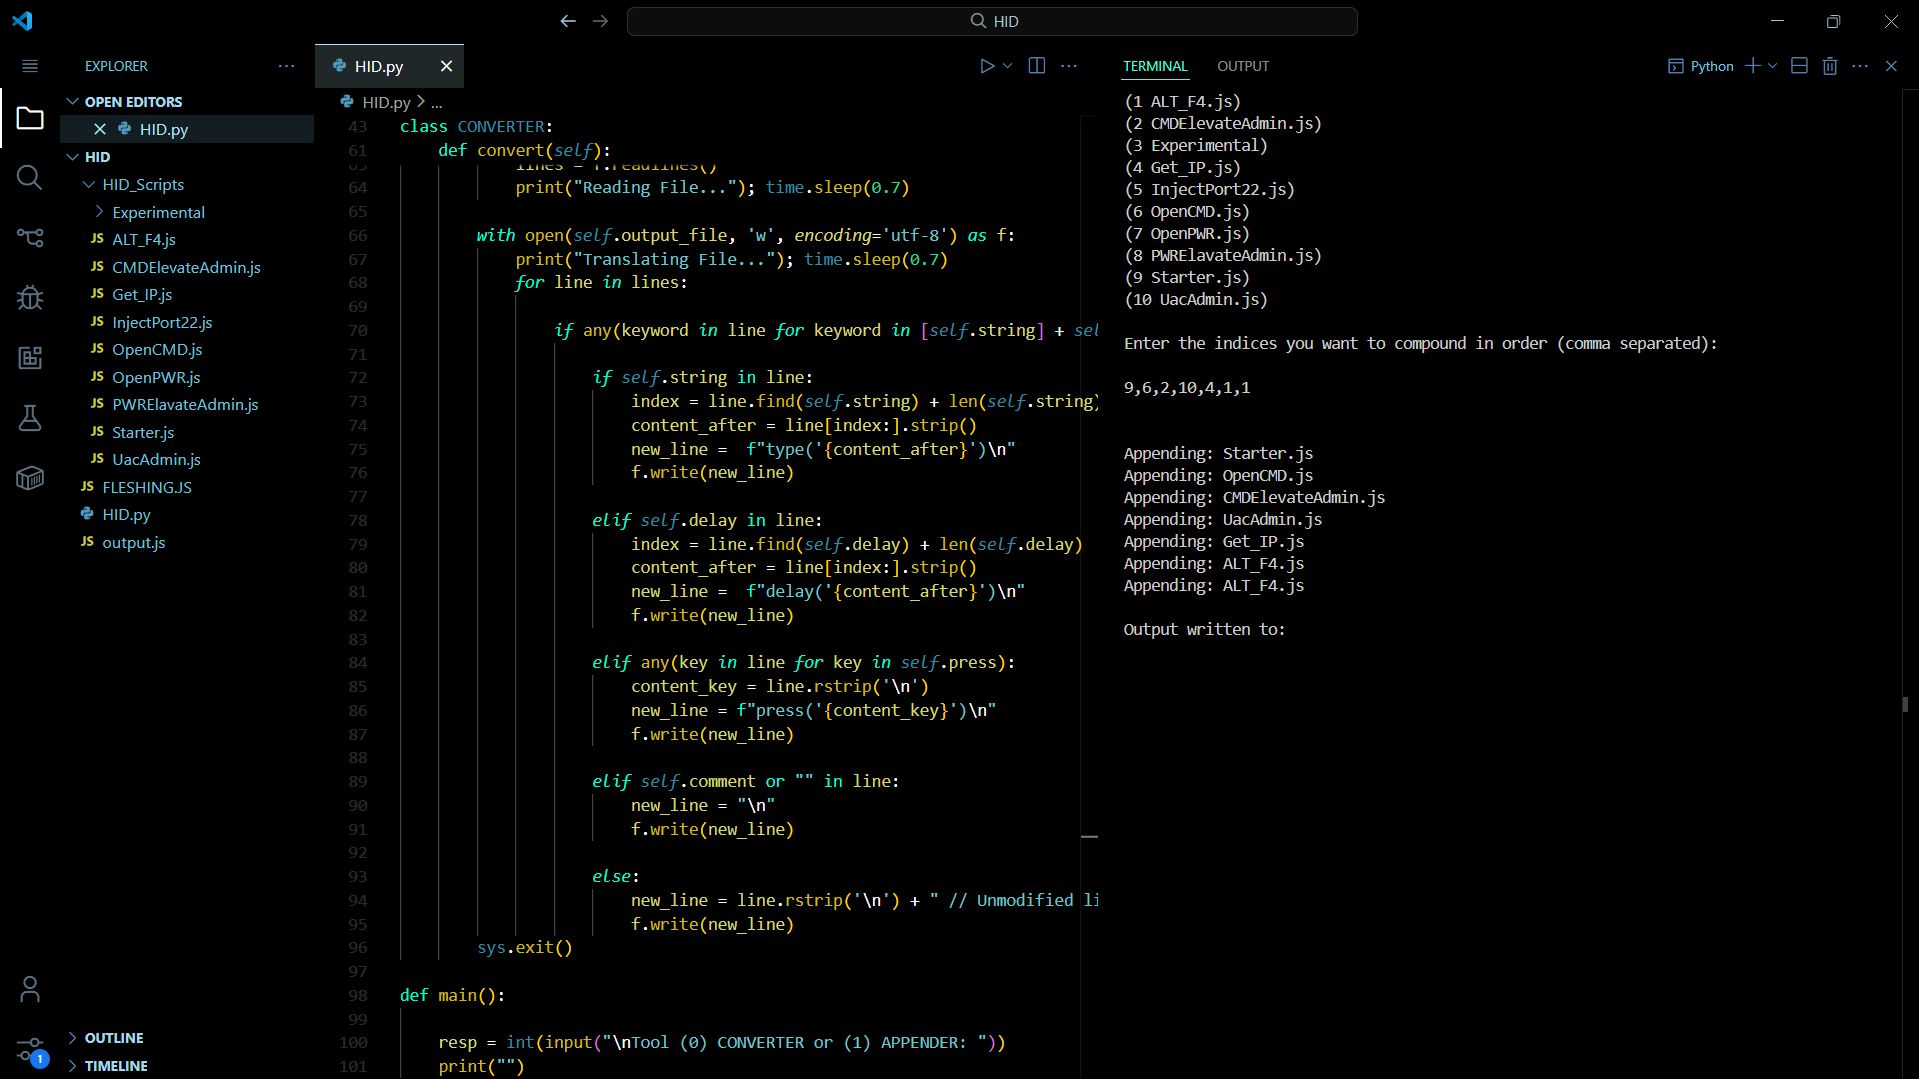 HID
EXPLORER
OPEN EDITORS
HID.py
HID
HID_Scripts
Experimental
JS ALT_F4.js
JS CMDElevateAdmin.js
JS Get_IP.js
JS InjectPort22.js
JS OpenCMD.js
JS OpenPWR.js
JS PWRElavateAdmin.js
JS Starter.js
JS UacAdmin.js
JS FLESHING.JS
HID.py
JS output.js
OUTLINE
TIMELINE
1
HID.py
HID.py > ...
43 class CONVERTER:
61 def convert(self):
63 lines = f.readlines()
64 print("Reading File..."); time.sleep(0.7)
65
66 with open(self.output_file, 'w', encoding='utf-8') as f:
67 print("Translating File..."); time.sleep(0.7)
68 for line in lines:
69
70 if any(keyword in line for keyword in [self.string] + sel
71
72 if self.string in line:
73 index = line.find(self.string) + len(self.string)
74 content_after = line[index:].strip()
75 new_line =  f"type('{content_after}')\n"
76 f.write(new_line)
77
78 elif self.delay in line:
79 index = line.find(self.delay) + len(self.delay)
80 content_after = line[index:].strip()
81 new_line =  f"delay('{content_after}')\n"
82 f.write(new_line)
83
84 elif any(key in line for key in self.press):
85 content_key = line.rstrip('\n')
86 new_line = f"press('{content_key}')\n"
87 f.write(new_line)
88
89 elif self.comment or "" in line:
90 new_line = "\n"
91 f.write(new_line)
92
93 else:
94 new_line = line.rstrip('\n') + " // Unmodified li
95 f.write(new_line)
96 sys.exit()
97
98 def main():
99
100 resp = int(input("\nTool (0) CONVERTER or (1) APPENDER: "))
101 print("")
TERMINAL OUTPUT
Python
(1 ALT_F4.js)
(2 CMDElevateAdmin.js)
(3 Experimental)
(4 Get_IP.js)
(5 InjectPort22.js)
(6 OpenCMD.js)
(7 OpenPWR.js)
(8 PWRElavateAdmin.js)
(9 Starter.js)
(10 UacAdmin.js)
Enter the indices you want to compound in order (comma separated):
9,6,2,10,4,1,1
Appending: Starter.js
Appending: OpenCMD.js
Appending: CMDElevateAdmin.js
Appending: UacAdmin.js
Appending: Get_IP.js
Appending: ALT_F4.js
Appending: ALT_F4.js
Output written to: